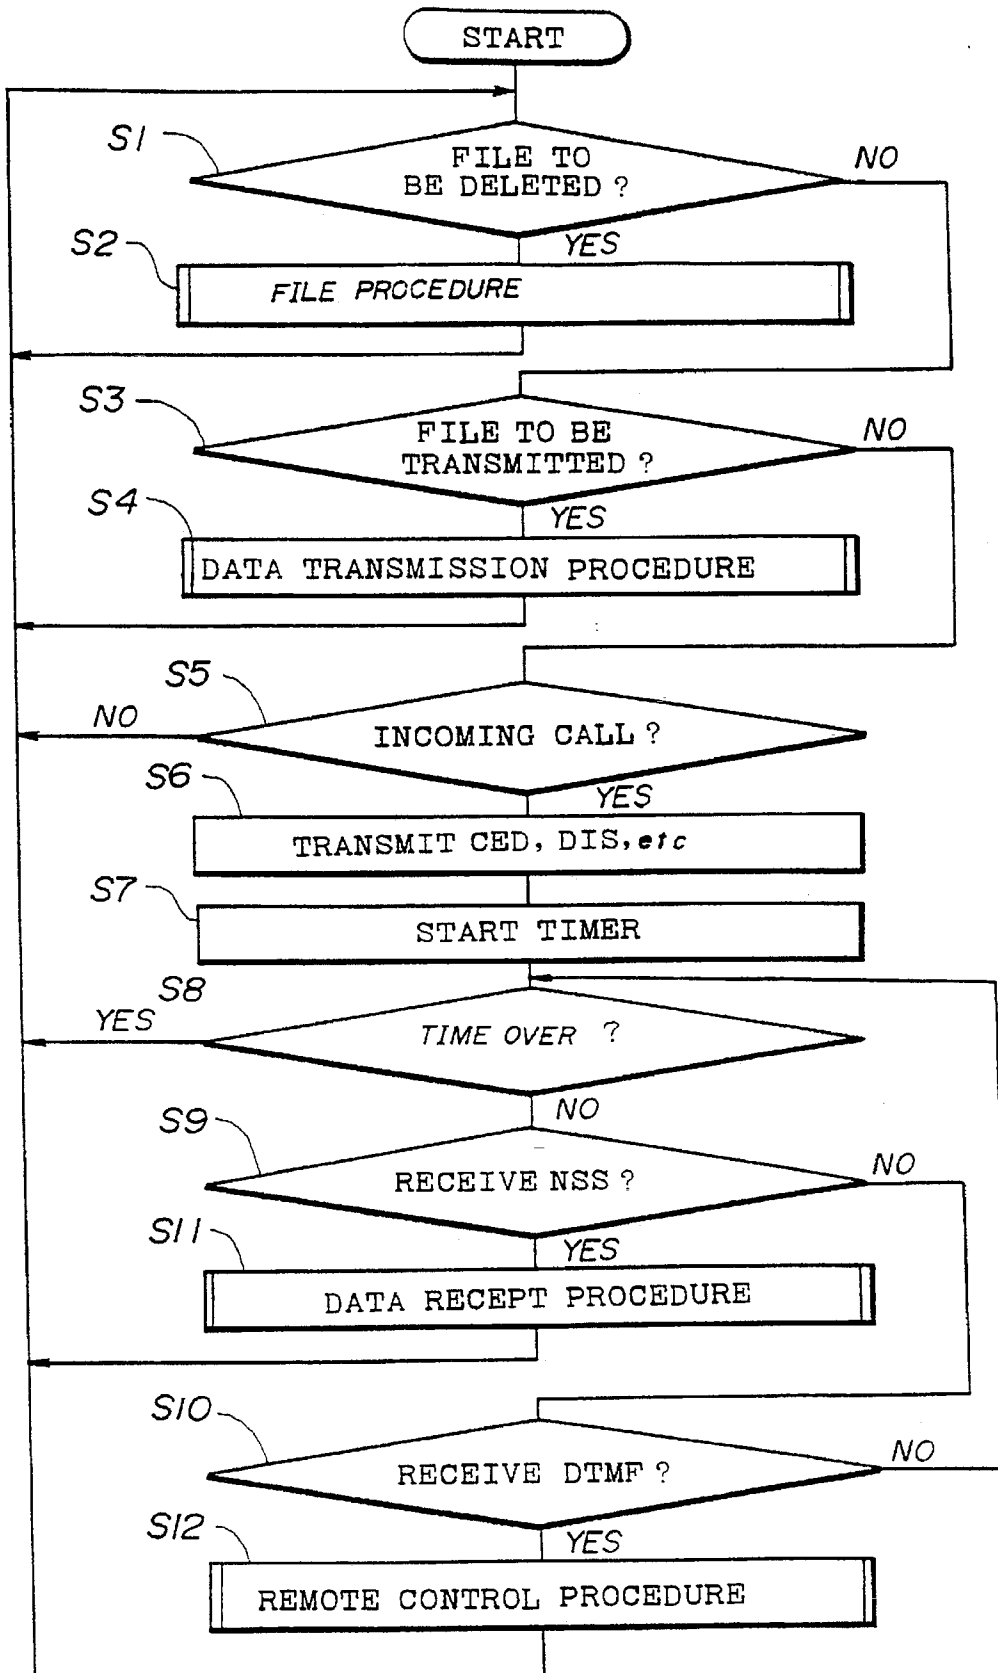 START
S1
FILE TO
BE DELETED ?
NO
YES
S2
FILE PROCEDURE
S3
FILE TO BE
TRANSMITTED ?
NO
YES
S4
DATA TRANSMISSION PROCEDURE
S5
NO
INCOMING CALL ?
YES
S6
TRANSMIT CED, DIS, etc
S7
START TIMER
S8
YES
TIME OVER ?
NO
S9
RECEIVE NSS ?
NO
YES
S11
DATA RECEPT PROCEDURE
S10
RECEIVE DTMF ?
NO
YES
S12
REMOTE CONTROL PROCEDURE